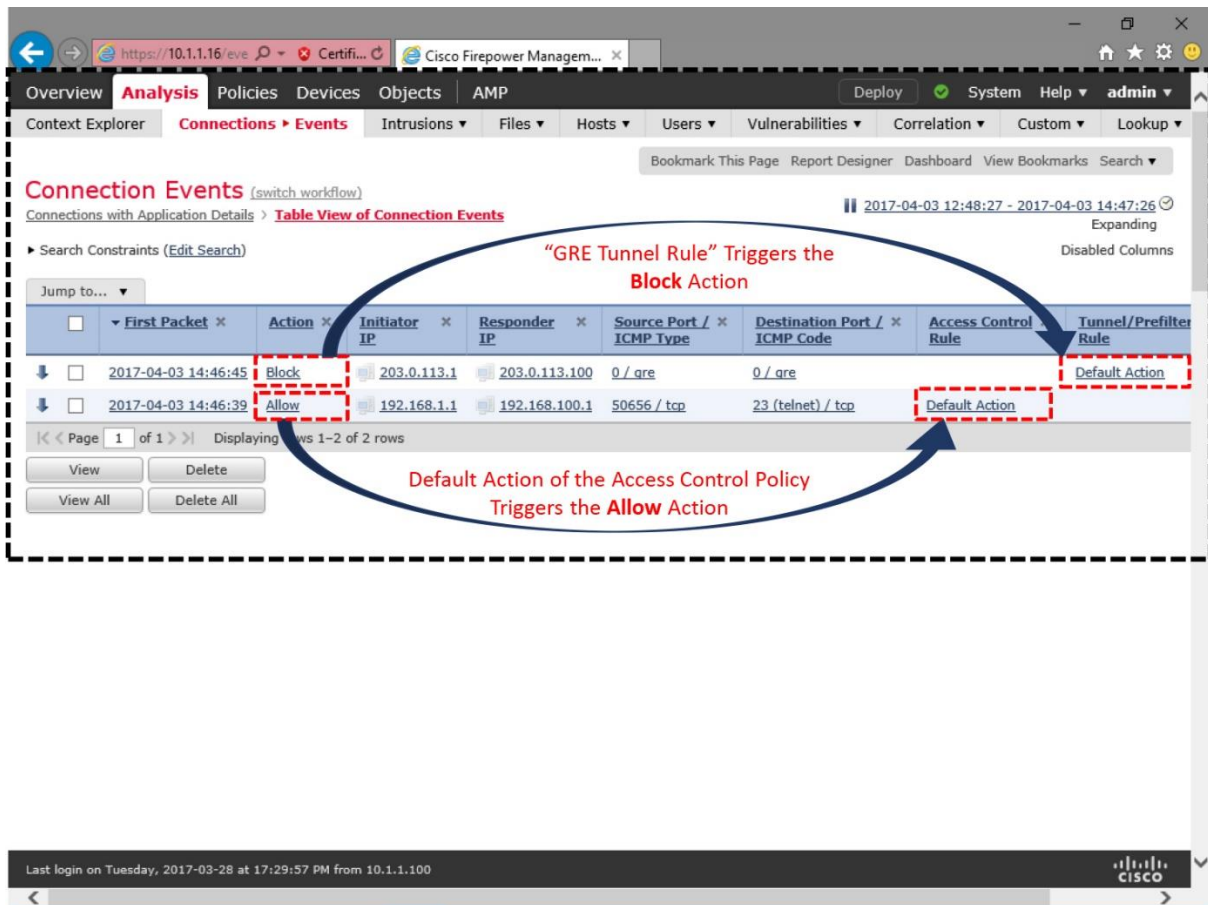 https://10.1.1.16/eve
Certifi...
Cisco Firepower Managem...
Overview Analysis Policies Devices Objects AMP
Deploy System Help admin
Context Explorer Connections ▸ Events Intrusions Files Hosts Users Vulnerabilities Correlation Custom Lookup
Bookmark This Page Report Designer Dashboard View Bookmarks Search
Connection Events (switch workflow)
Connections with Application Details > Table View of Connection Events
2017-04-03 12:48:27 - 2017-04-03 14:47:26
Expanding
Search Constraints (Edit Search)
Disabled Columns
"GRE Tunnel Rule" Triggers the
Block Action
Jump to...
First Packet Action Initiator IP Responder IP Source Port / ICMP Type Destination Port / ICMP Code Access Control Rule Tunnel/Prefilter Rule
2017-04-03 14:46:45 Block 203.0.113.1 203.0.113.100 0 / gre 0 / gre Default Action
2017-04-03 14:46:39 Allow 192.168.1.1 192.168.100.1 50656 / tcp 23 (telnet) / tcp Default Action
Page 1 of 1 Displaying ws 1–2 of 2 rows
View Delete
View All Delete All
Default Action of the Access Control Policy
Triggers the Allow Action
Last login on Tuesday, 2017-03-28 at 17:29:57 PM from 10.1.1.100
CISCO